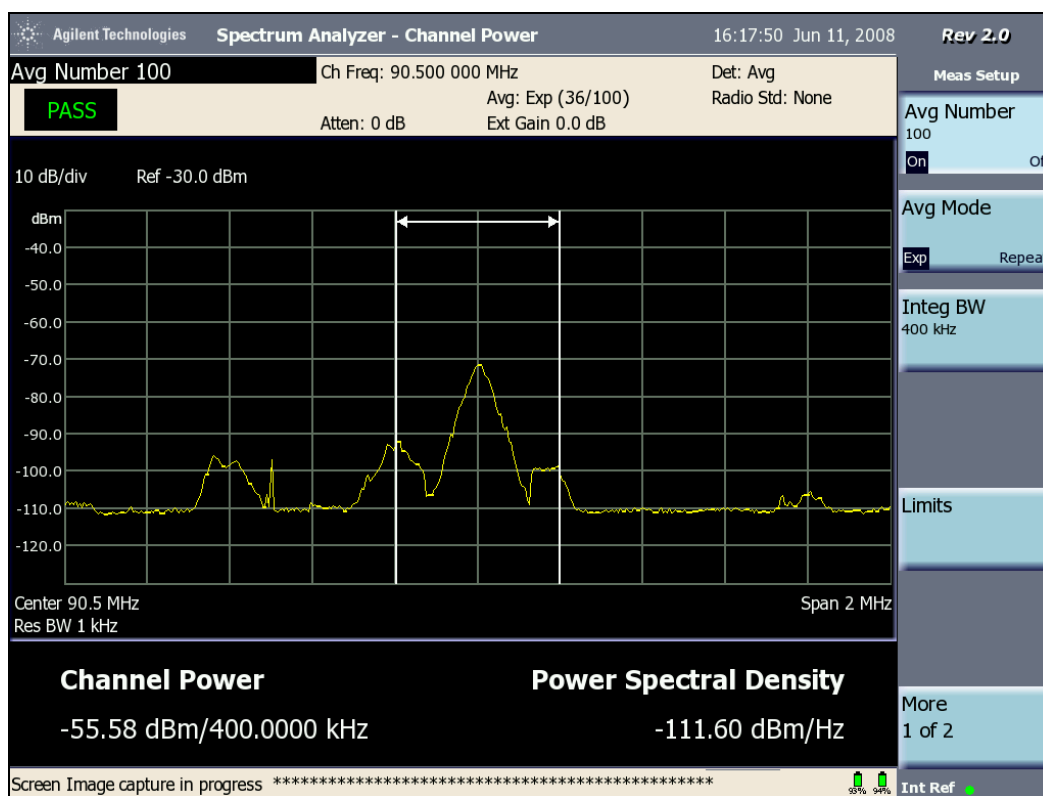 Agilent Technologies Spectrum Analyzer - Channel Power 16:17:50 Jun 11, 2008 Rev 2.0
Avg Number 100 Ch Freq: 90.500 000 MHz Det: Avg
PASS Avg: Exp (36/100) Radio Std: None
Atten: 0 dB Ext Gain 0.0 dB
10 dB/div Ref -30.0 dBm
dBm
-40.0
-50.0
-60.0
-70.0
-80.0
-90.0
-100.0
-110.0
-120.0
Center 90.5 MHz Span 2 MHz
Res BW 1 kHz
Channel Power Power Spectral Density
-55.58 dBm/400.0000 kHz -111.60 dBm/Hz
Screen Image capture in progress ************************************************ 93% 94%
Meas Setup
Avg Number
100
On Of
Avg Mode
Exp Repea
Integ BW
400 kHz
Limits
More
1 of 2
Int Ref